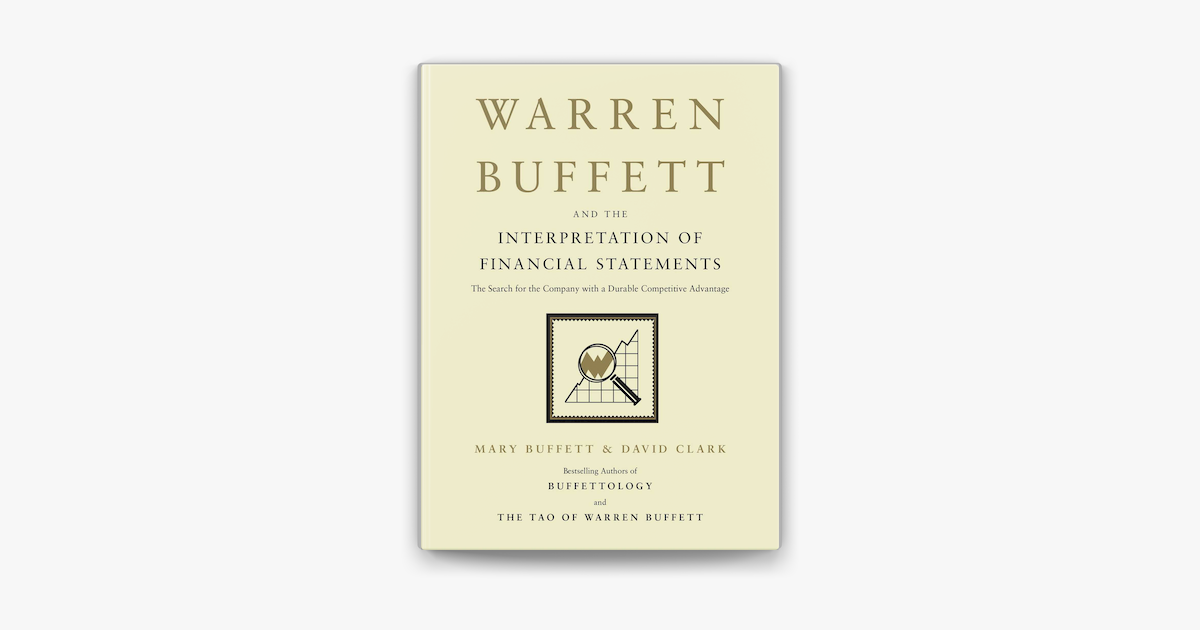 WARREN
BUFFETT
AND THE
INTERPRETATION OF
FINANCIAL STATEMENTS
The Search for the Company with a Durable Competitive Advantage
W
MARY BUFFETT & DAVID CLARK
Bestselling Authors of
BUFFETTOLOGY
and
THE TAO OF WARREN BUFFETT